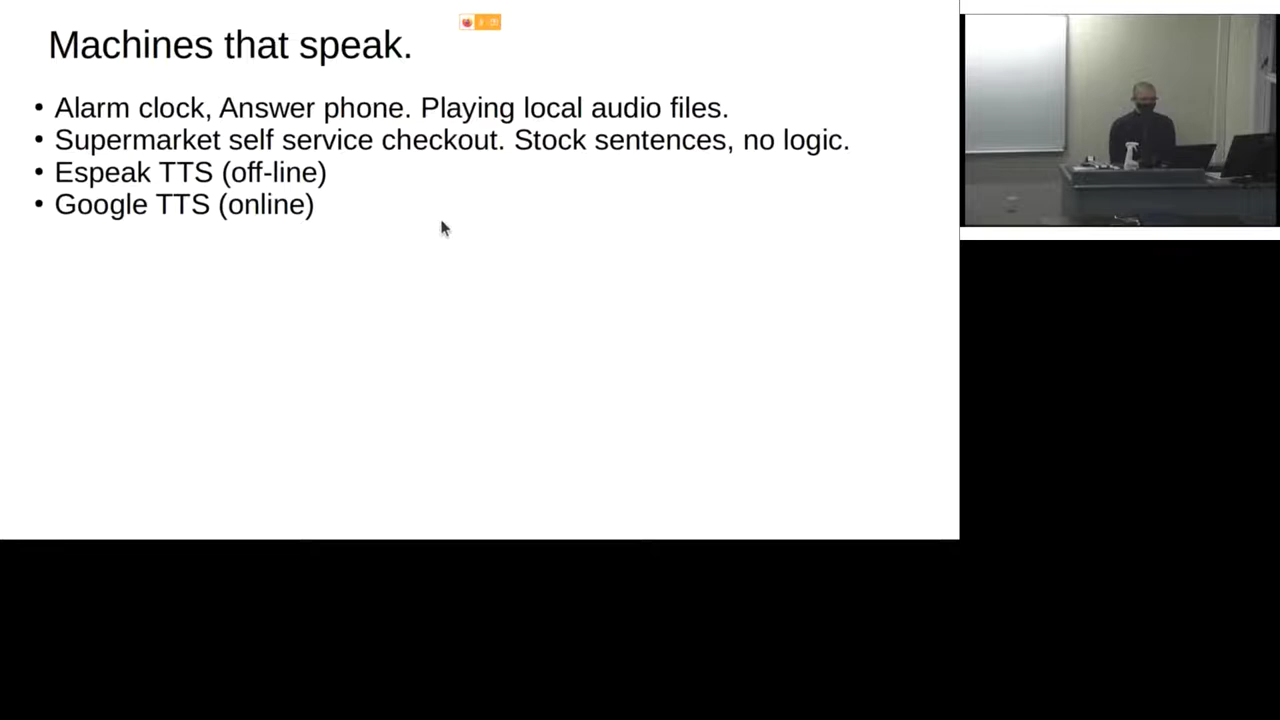 Machines that speak.
• Alarm clock, Answer phone. Playing local audio files.
• Supermarket self service checkout. Stock sentences, no logic.
• Espeak TTS (off-line)
• Google TTS (online)